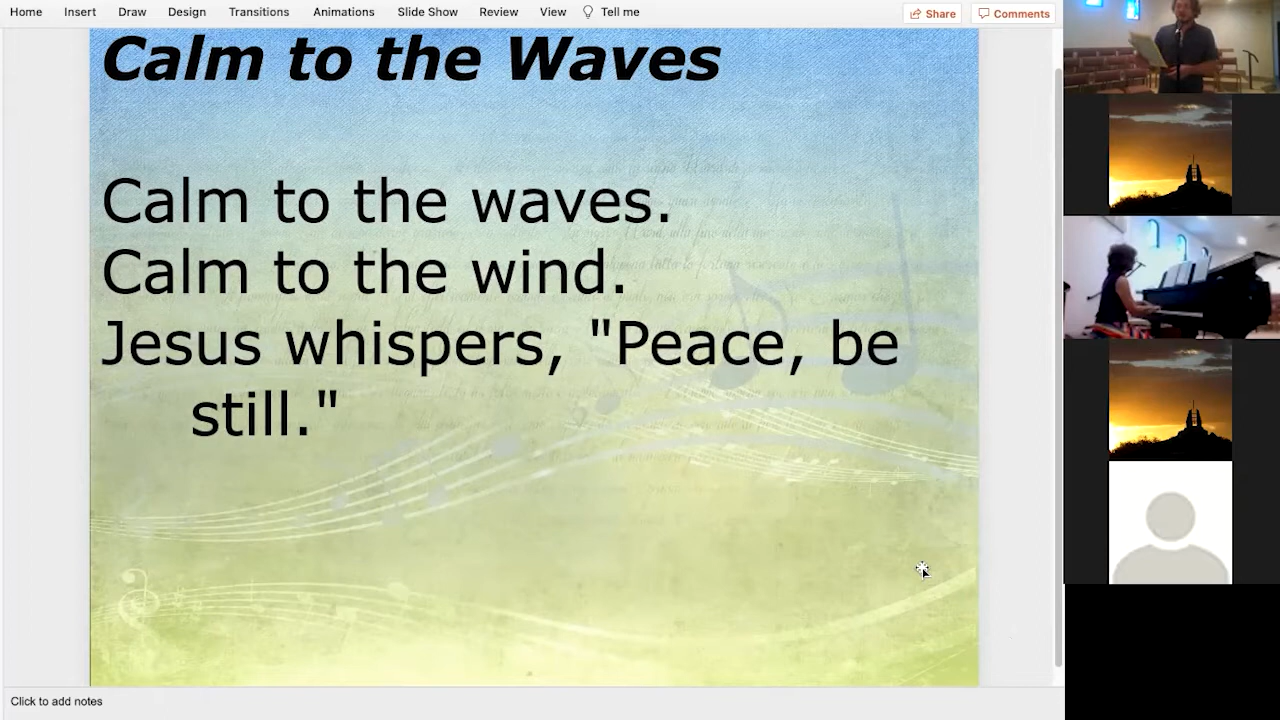 Home Insert Draw Design Transitions Animations Slide Show Review View Tell me Share Comments
Calm to the Waves
Calm to the waves.
Calm to the wind.
Jesus whispers, "Peace, be
still."
Click to add notes